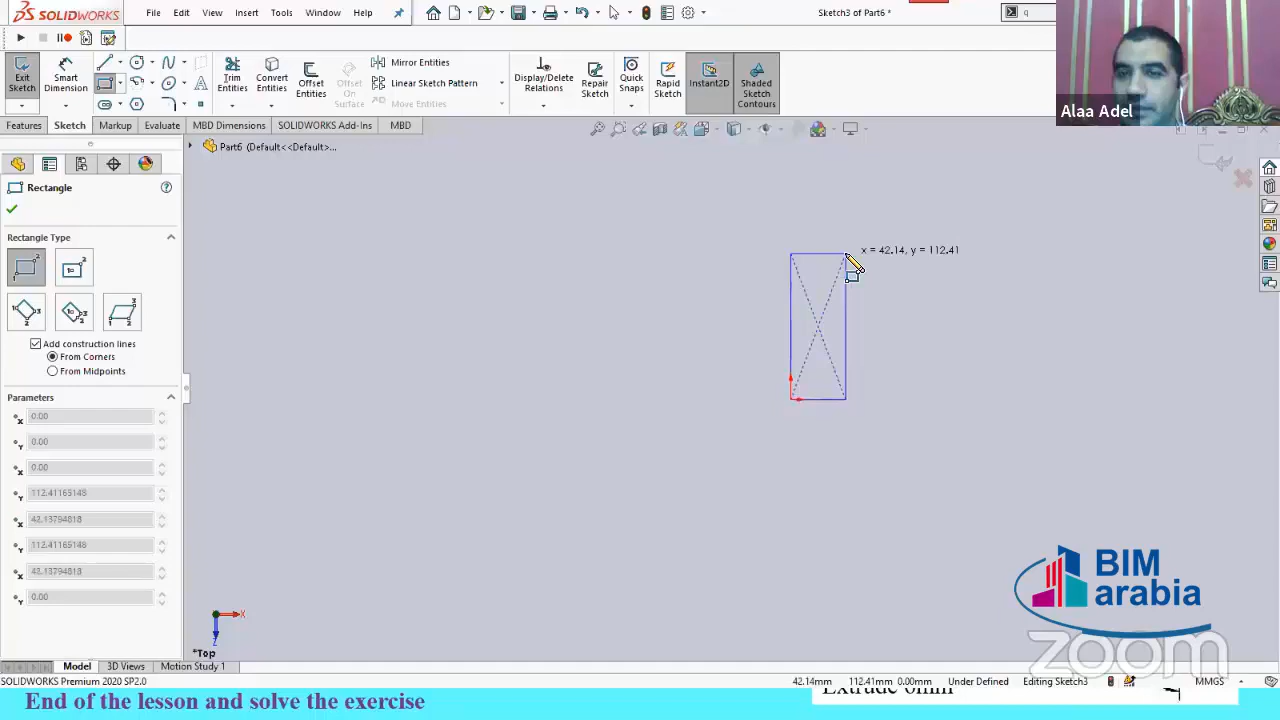 SOLIDWORKS File Edit View Insert Tools Window Help Sketch3 of Part6 * q
Exit Sketch
Smart Dimension
Trim Entities
Convert Entities
Offset Entities
Offset On Surface
Mirror Entities
Linear Sketch Pattern
Move Entities
Display/Delete Relations
Repair Sketch
Quick Snaps
Rapid Sketch
Instant2D
Shaded Sketch Contours
Alaa Adel
Features Sketch Markup Evaluate MBD Dimensions SOLIDWORKS Add-Ins MBD
Part6 (Default<<Default>...
Rectangle
Rectangle Type
Add construction lines
From Corners
From Midpoints
Parameters
0.00
0.00
0.00
112.41165148
42.13794818
112.41165148
42.13794818
0.00
x = 42.14, y = 112.41
X
Z
*Top
BIM
arabia
zoom
Model 3D Views Motion Study 1
SOLIDWORKS Premium 2020 SP2.0 42.14mm 112.41mm 0.00mm Under Defined Editing Sketch3 MMGS
End of the lesson and solve the exercise
Extrude 6mm